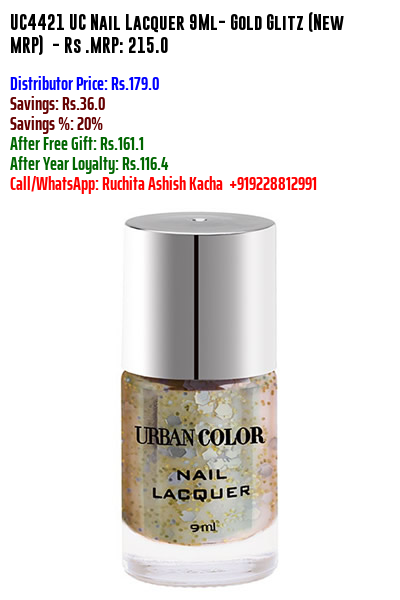 UC4421 UC Nail Lacquer 9Ml- Gold Glitz (New
MRP) - Rs .MRP: 215.0
Distributor Price: Rs.179.0
Savings: Rs.36.0
Savings %: 20%
After Free Gift: Rs.161.1
After Year Loyalty: Rs.116.4
Call/WhatsApp: Ruchita Ashish Kacha +919228812991
URBAN COLOR
NAIL
LACQUER
9ml